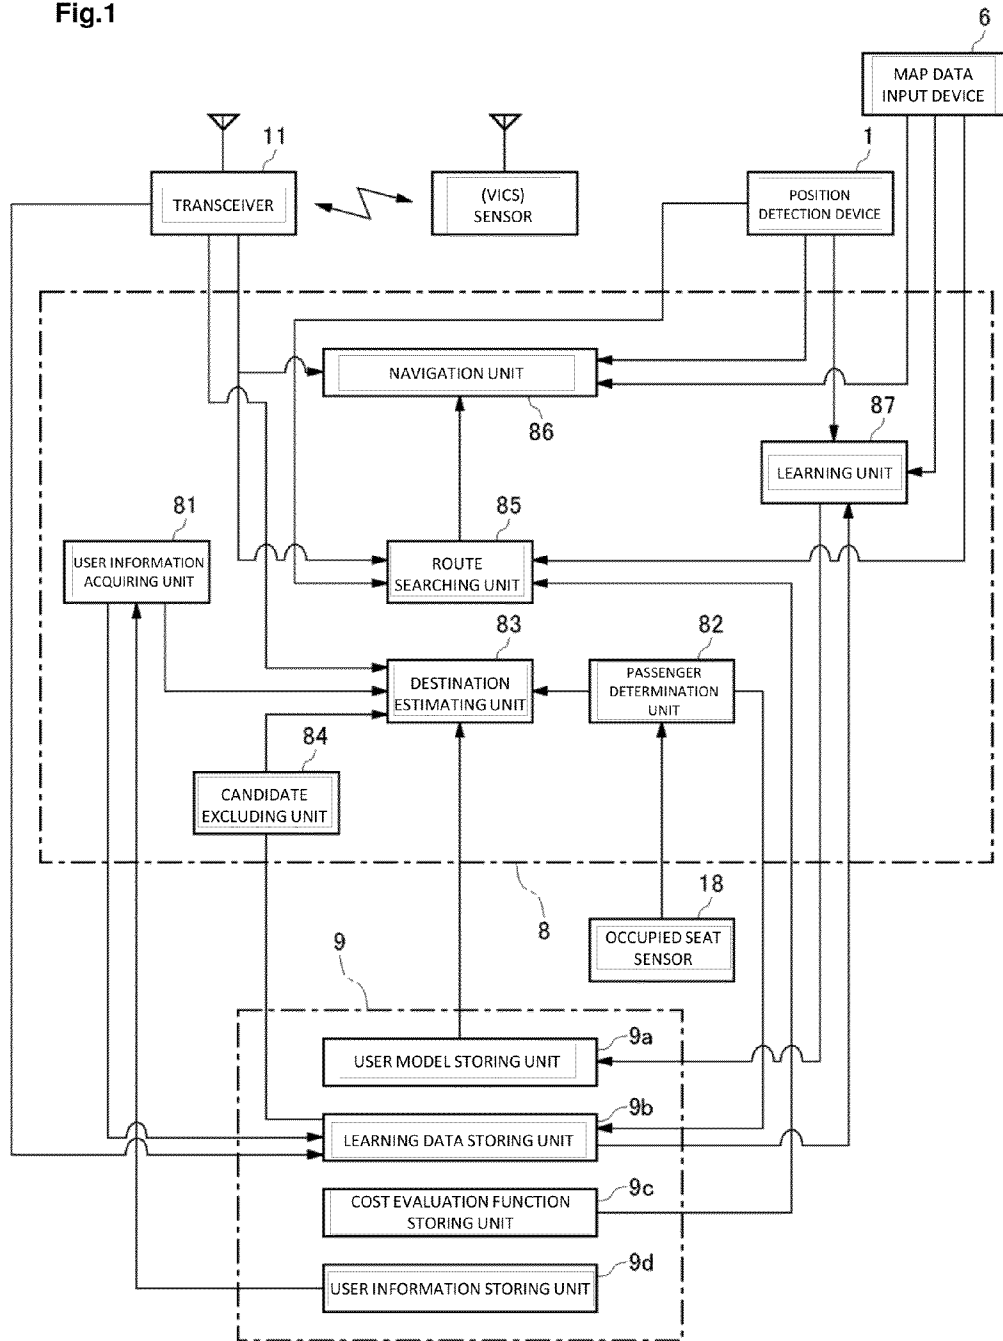 Fig.1
6
MAP DATA
INPUT DEVICE
11
TRANSCEIVER
(VICS)
SENSOR
1
POSITION
DETECTION DEVICE
NAVIGATION UNIT
86
87
LEARNING UNIT
81
USER INFORMATION
ACQUIRING UNIT
85
ROUTE
SEARCHING UNIT
83
DESTINATION
ESTIMATING UNIT
82
PASSENGER
DETERMINATION
UNIT
84
CANDIDATE
EXCLUDING UNIT
8
18
OCCUPIED SEAT
SENSOR
9
9a
USER MODEL STORING UNIT
9b
LEARNING DATA STORING UNIT
9c
COST EVALUATION FUNCTION
STORING UNIT
9d
USER INFORMATION STORING UNIT